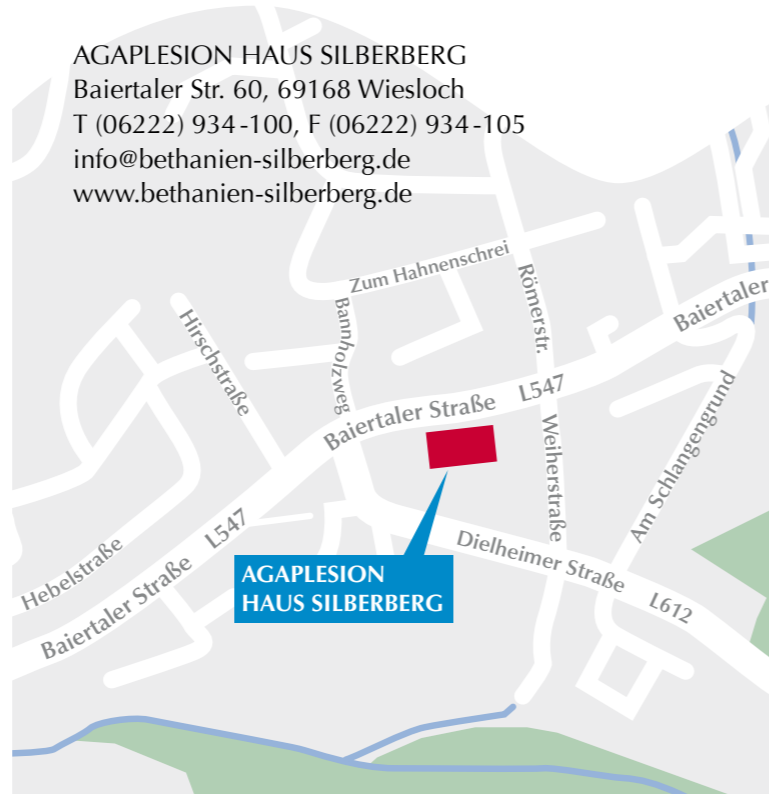 AGAPLESION HAUS SILBERBERG
Baiertaler Str. 60, 69168 Wiesloch
T (06222) 934-100, F (06222) 934-105
info@bethanien-silberberg.de
www.bethanien-silberberg.de
Zum Hahnenschrei
Römerstr.
Bannholzweg
Hirschstraße
Baiertaler
Baiertaler Straße L547
Weiherstraße
Am Schlangengrund
Hebelstraße
Baiertaler Straße L547
Dielheimer Straße L612
AGAPLESION
HAUS SILBERBERG